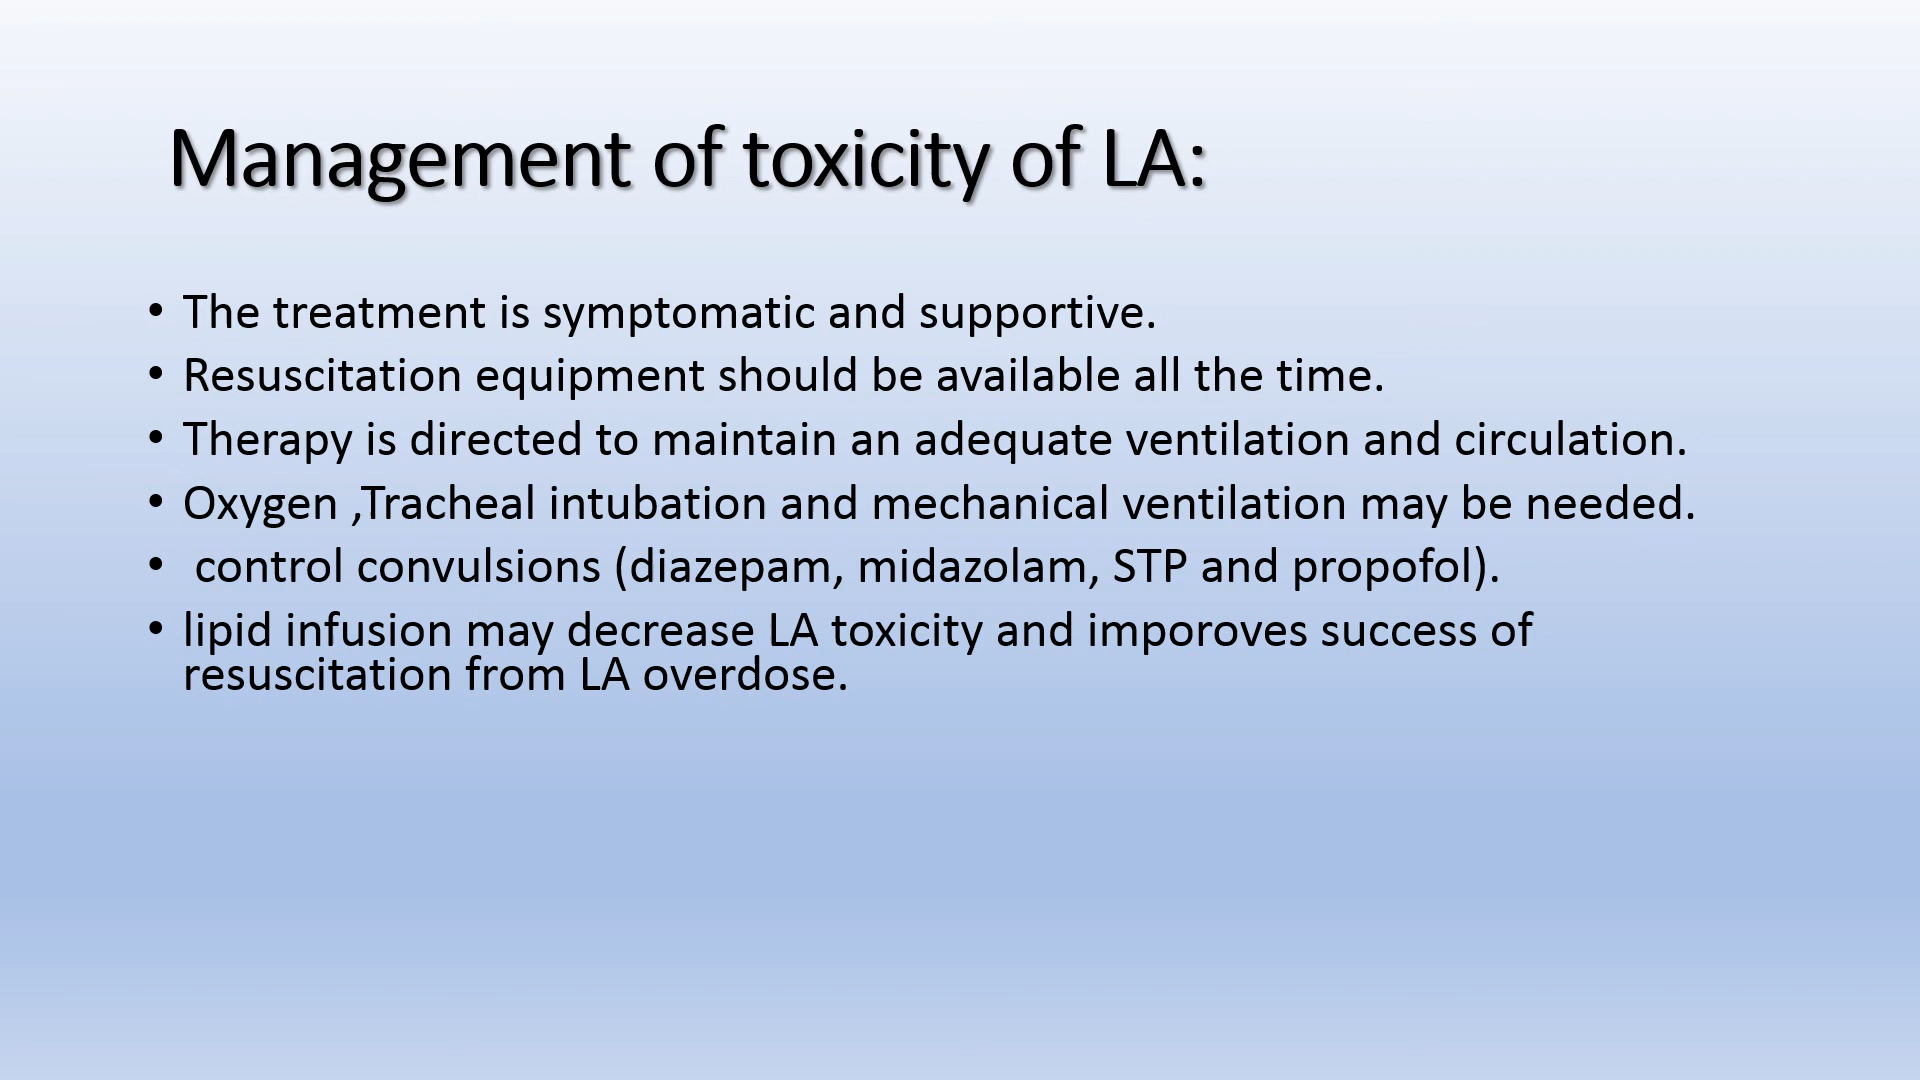 Management of toxicity of LA:
• The treatment is symptomatic and supportive.
• Resuscitation equipment should be available all the time.
• Therapy is directed to maintain an adequate ventilation and circulation.
• Oxygen ,Tracheal intubation and mechanical ventilation may be needed.
• control convulsions (diazepam, midazolam, STP and propofol).
• lipid infusion may decrease LA toxicity and imporoves success of
resuscitation from LA overdose.